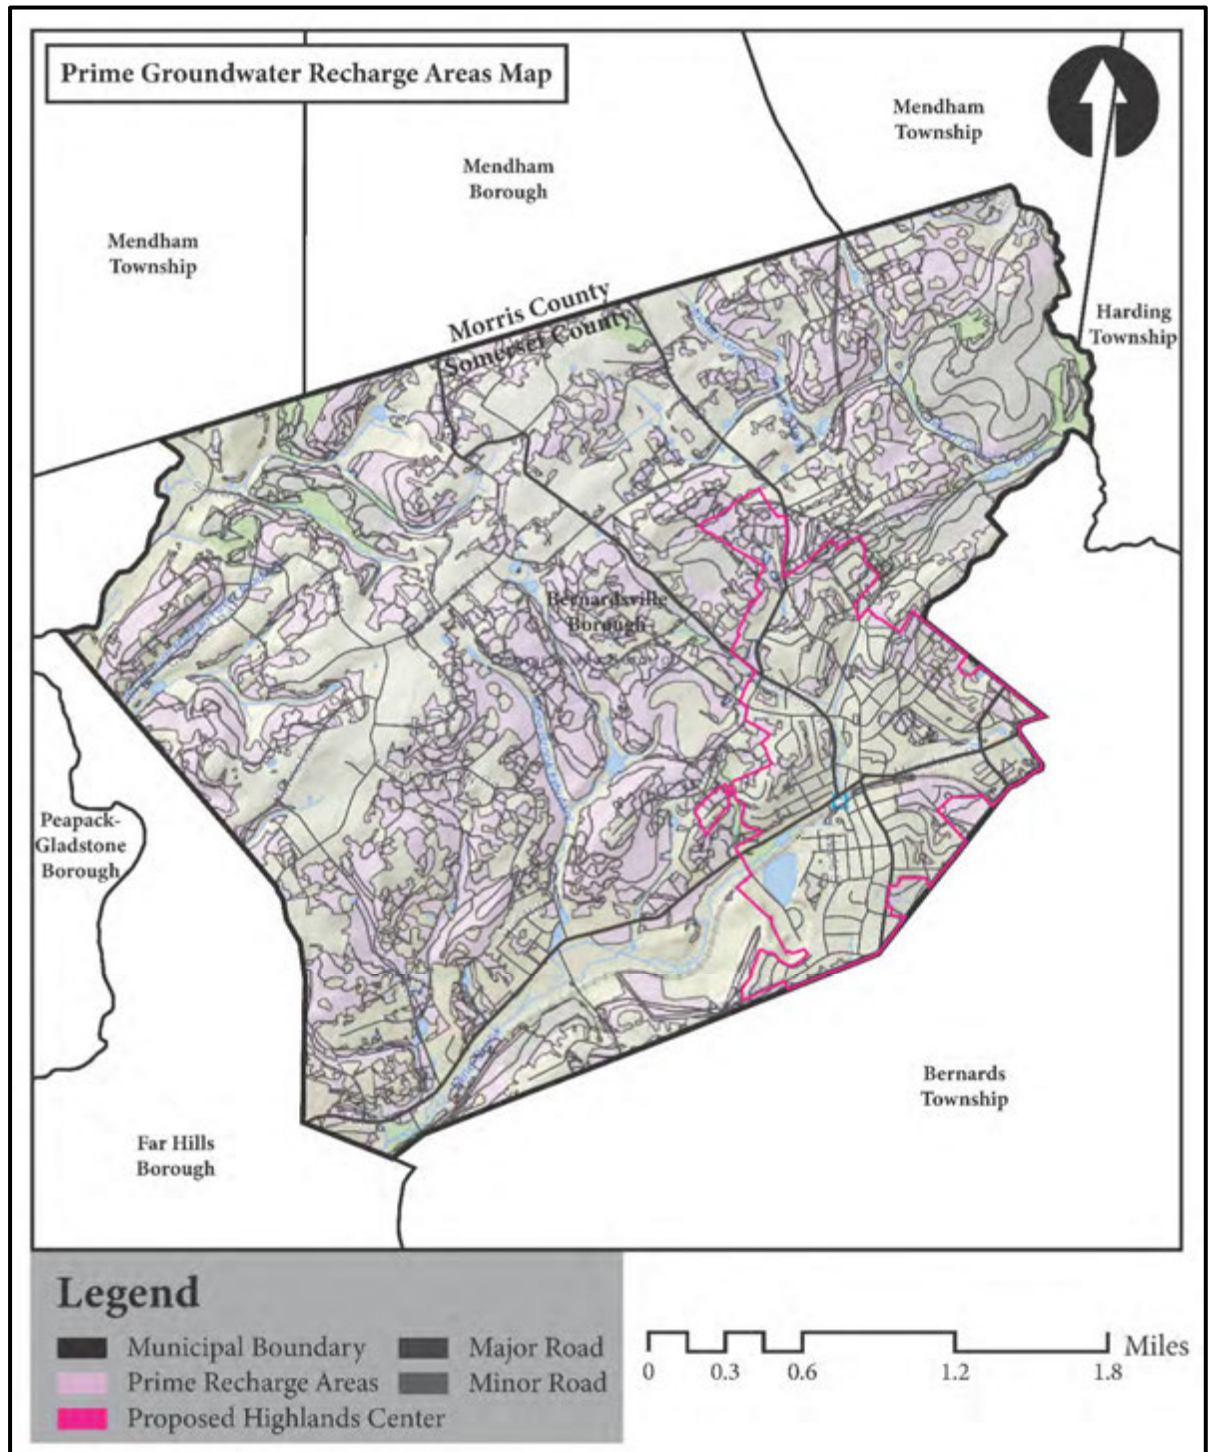 Prime Groundwater Recharge Areas Map
Mendham
Township
Mendham
Borough
Mendham
Township
Morris County
Somerset County
Harding
Township
Bernardsville
Borough
Peapack-
Gladstone
Borough
Bernards
Township
Far Hills
Borough
Legend
Municipal Boundary
Major Road
Prime Recharge Areas
Minor Road
Proposed Highlands Center
Miles
0 0.3 0.6 1.2 1.8